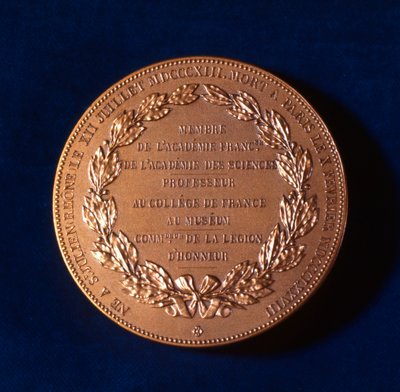 NE A S.JULIEN, RHONE, LE XII JUILLET MDCCCXIII, MORT A PARIS LE X FEVRIER MDCCCLXXVIII
MEMBRE
DE L'ACADÉMIE FRANÇSE
DE L'ACADÉMIE DES SCIENCES
PROFESSEUR
AU COLLÈGE DE FRANCE
AU MUSÉUM
COMMDEUR DE LA LÉGION
D'HONNEUR